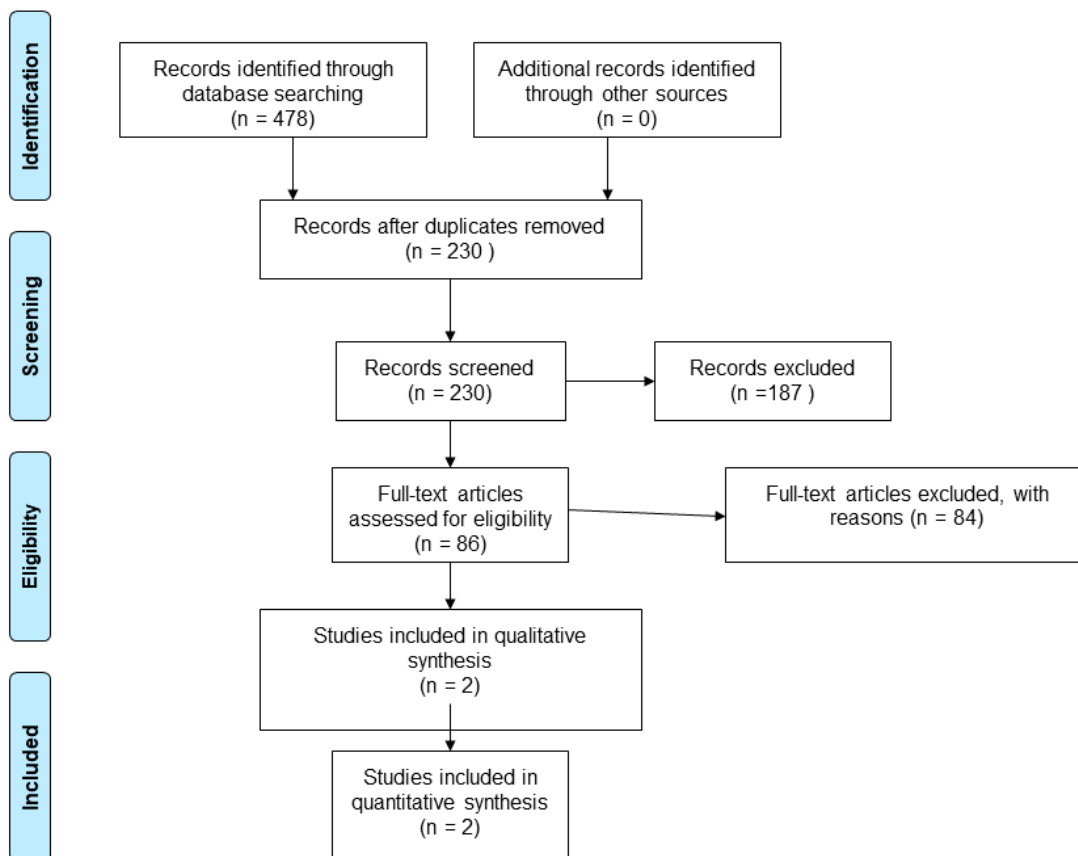 Identification
Records identified through
database searching
(n = 478)
Additional records identified
through other sources
(n = 0)
Records after duplicates removed
(n = 230 )
Screening
Records screened
(n = 230)
Records excluded
(n =187 )
Eligibility
Full-text articles
assessed for eligibility
(n = 86)
Full-text articles excluded, with
reasons (n = 84)
Studies included in qualitative
synthesis
(n = 2)
Included
Studies included in
quantitative synthesis
(n = 2)